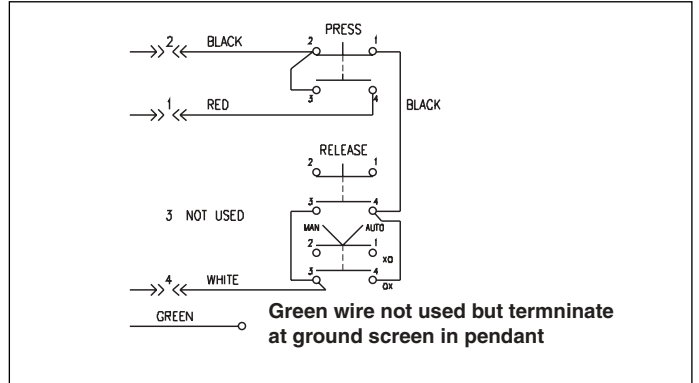 PRESS
2 BLACK 2 1
3 4
1 RED BLACK
RELEASE
2 1
3 4
3 NOT USED
MAN AUTO
2 1
XO
3 4
OX
4 WHITE
GREEN
Green wire not used but termninate
at ground screen in pendant